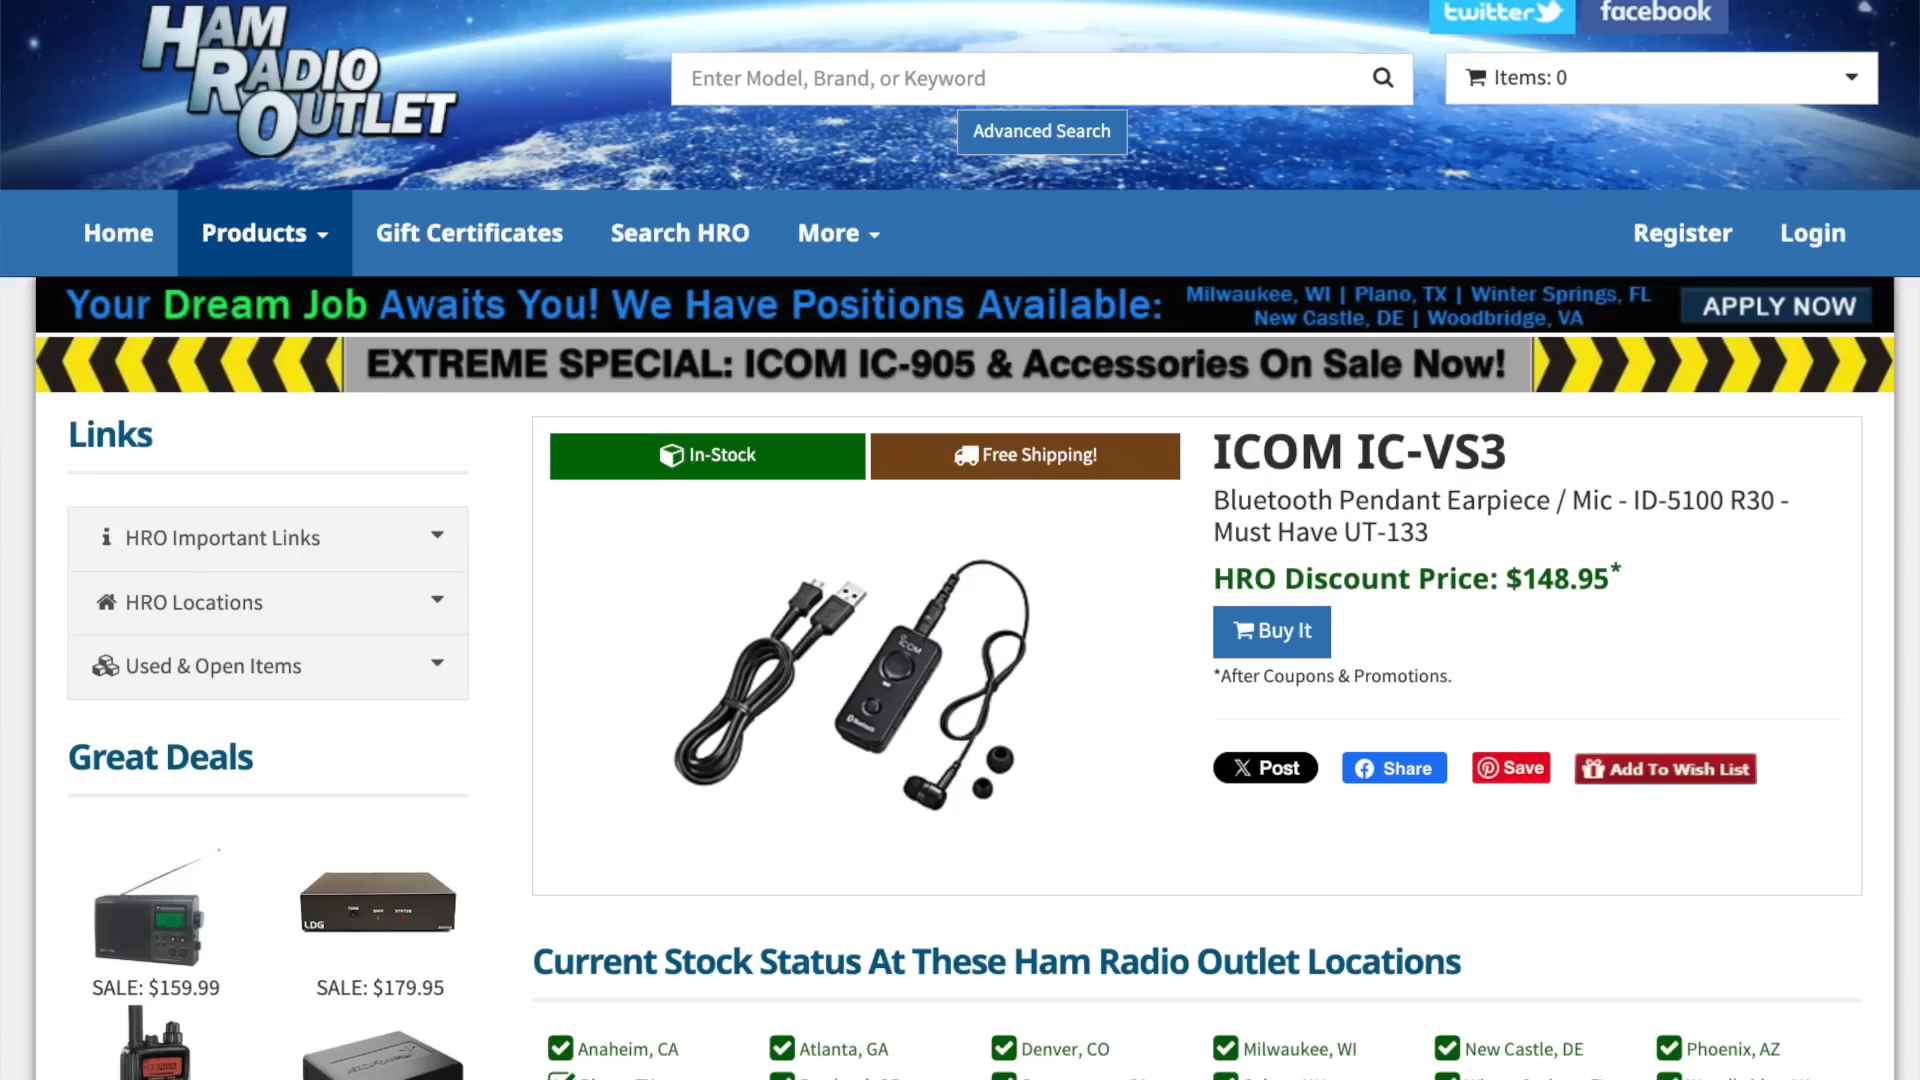 twitter
facebook
HAM
RADIO
OUTLET
Enter Model, Brand, or Keyword
Items: 0
Advanced Search
Home
Products
Gift Certificates
Search HRO
More
Register
Login
Your Dream Job Awaits You! We Have Positions Available:
Milwaukee, WI | Plano, TX | Winter Springs, FL
New Castle, DE | Woodbridge, VA
APPLY NOW
EXTREME SPECIAL: ICOM IC-905 & Accessories On Sale Now!
Links
HRO Important Links
HRO Locations
Used & Open Items
Great Deals
LDG
SALE: $159.99
SALE: $179.95
In-Stock
Free Shipping!
ICOM
Bluetooth
ICOM IC-VS3
Bluetooth Pendant Earpiece / Mic - ID-5100 R30 -
Must Have UT-133
HRO Discount Price: $148.95*
Buy It
*After Coupons & Promotions.
Post
Share
Save
Add To Wish List
Current Stock Status At These Ham Radio Outlet Locations
Anaheim, CA
Atlanta, GA
Denver, CO
Milwaukee, WI
New Castle, DE
Phoenix, AZ